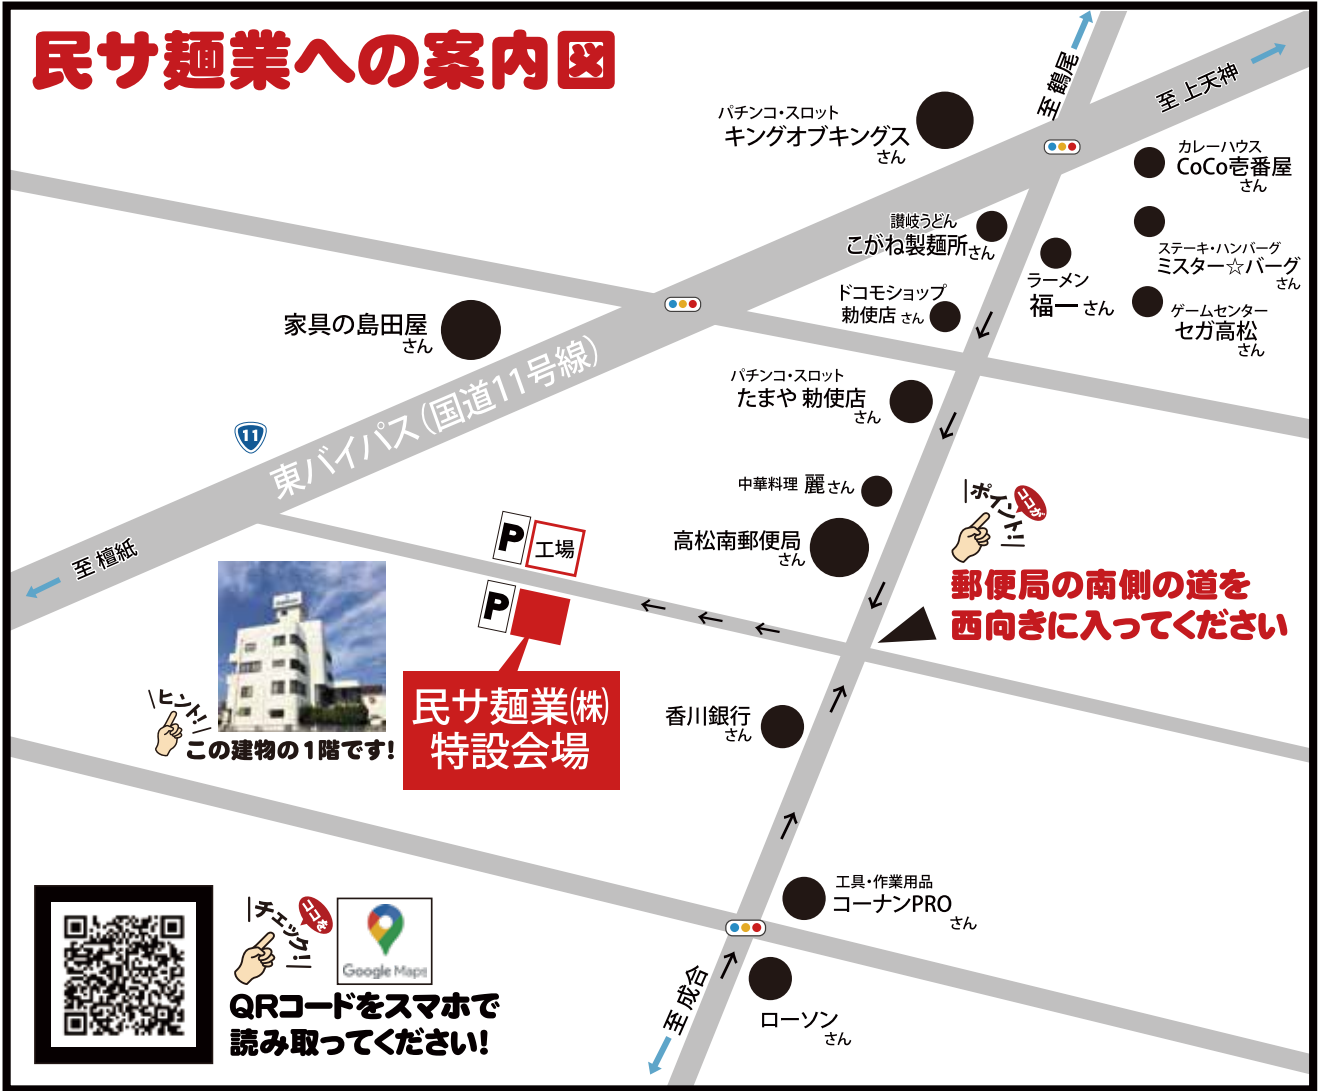 民サ麺業への案内図
至 鶴尾
至 上天神
パチンコ・スロット
キングオブキングス
さん
カレーハウス
CoCo壱番屋
さん
讃岐うどん
こがね製麺所さん
ステーキ・ハンバーグ
ミスター☆バーグ
さん
ラーメン
福一 さん
ドコモショップ
勅使店 さん
ゲームセンター
セガ高松
さん
家具の島田屋
さん
東バイパス（国道11号線）
11
パチンコ・スロット
たまや 勅使店
さん
中華料理 麗さん
高松南郵便局
さん
ポイント!!
ココが
郵便局の南側の道を
西向きに入ってください
至 檀紙
P
工場
P
民サ麺業㈱
特設会場
ヒント!
この建物の1階です!
香川銀行
さん
工具・作業用品
コーナンPRO
さん
ローソン
さん
至 成合
チェック!!
ココを
Google Maps
QRコードをスマホで
読み取ってください!